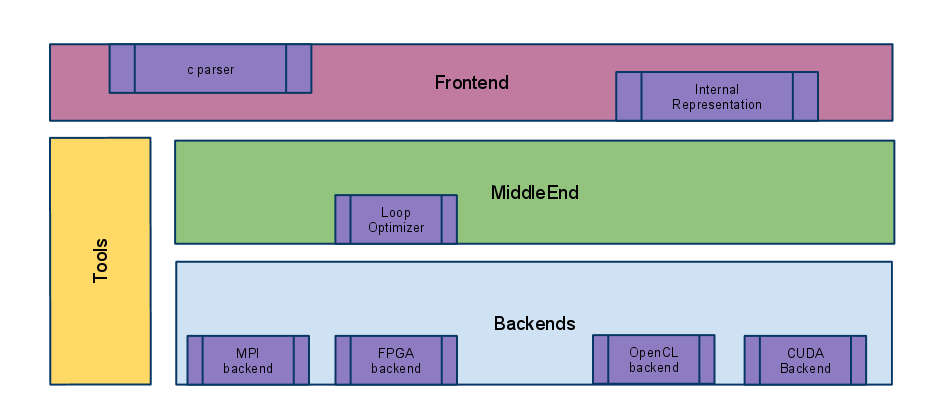 c parser
Frontend
Internal
Representation
Tools
MiddleEnd
Loop
Optimizer
Backends
MPI
backend
FPGA
backend
OpenCL
backend
CUDA
Backend